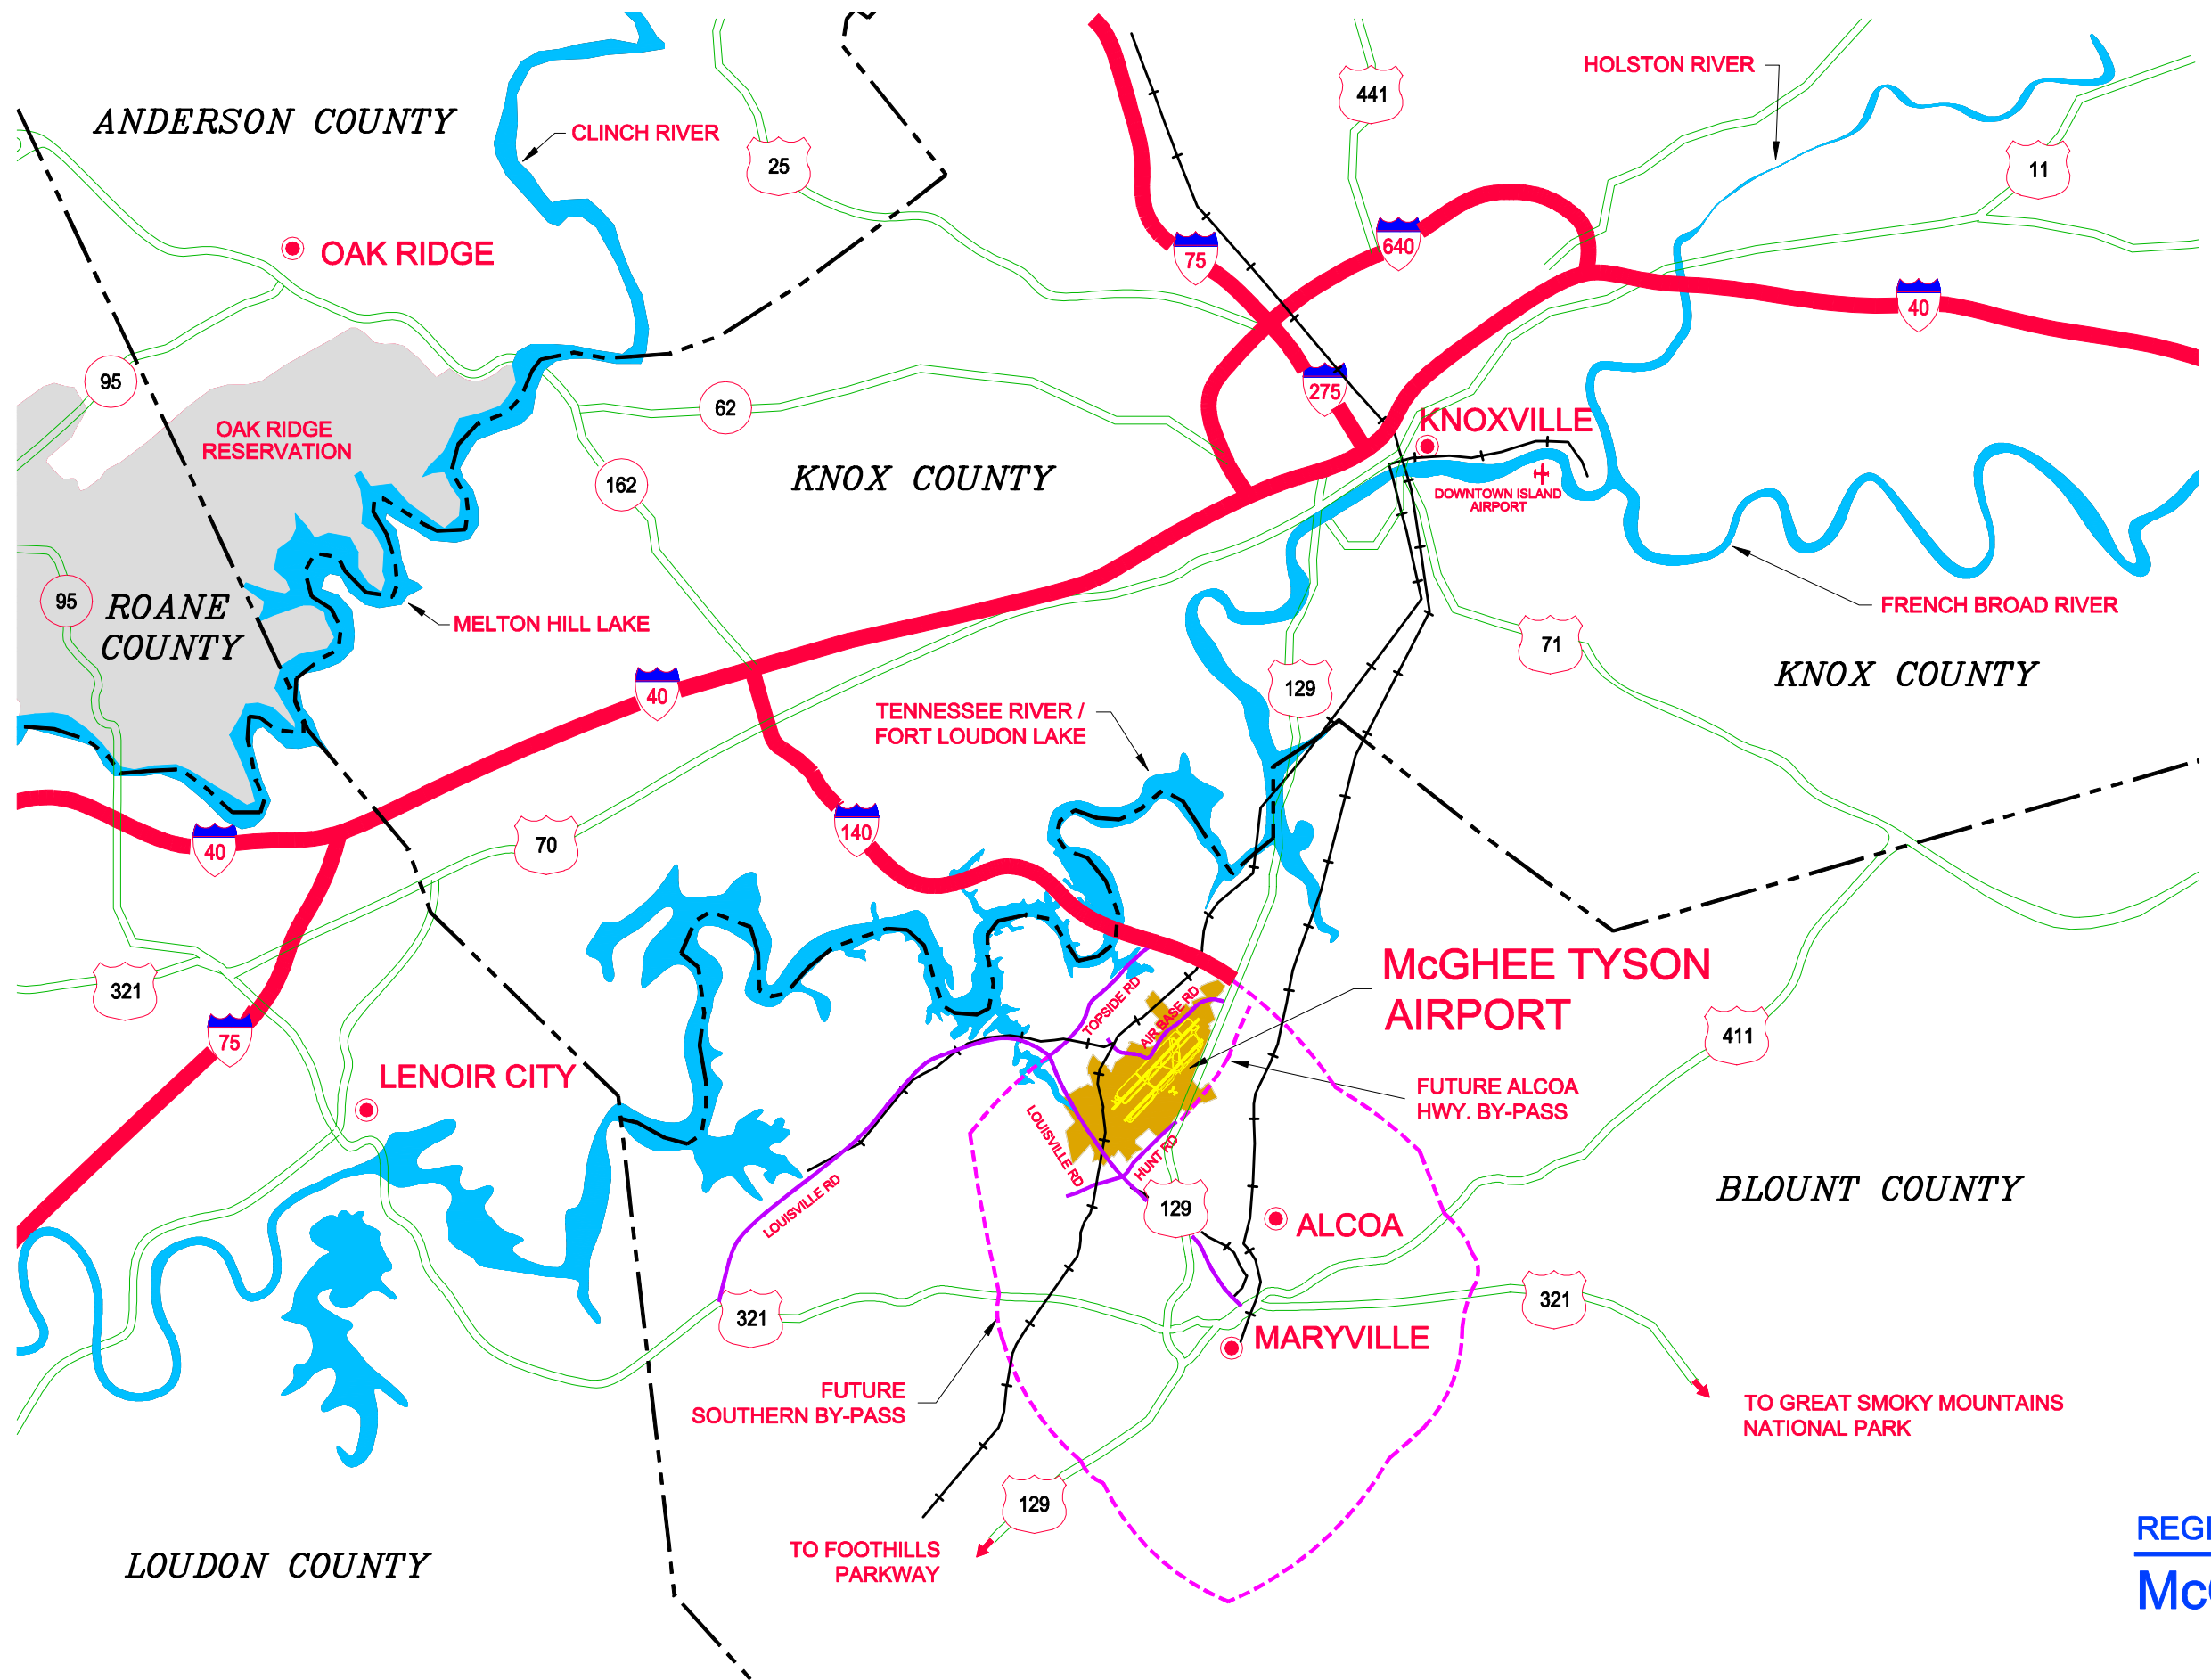 HOLSTON RIVER
441
ANDERSON COUNTY
CLINCH RIVER
25
11
OAK RIDGE
75
640
40
95
275
62
KNOXVILLE
OAK RIDGE
RESERVATION
KNOX COUNTY
162
DOWNTOWN ISLAND
AIRPORT
95
ROANE
COUNTY
MELTON HILL LAKE
FRENCH BROAD RIVER
71
KNOX COUNTY
40
129
TENNESSEE RIVER /
FORT LOUDON LAKE
40
70
140
McGHEE TYSON
AIRPORT
321
TOPSIDE RD
AIR BASE RD
75
411
LENOIR CITY
FUTURE ALCOA
HWY. BY-PASS
LOUISVILLE RD
HUNT RD
LOUISVILLE RD
129
ALCOA
BLOUNT COUNTY
321
321
MARYVILLE
FUTURE
SOUTHERN BY-PASS
TO GREAT SMOKY MOUNTAINS
NATIONAL PARK
129
TO FOOTHILLS
PARKWAY
LOUDON COUNTY